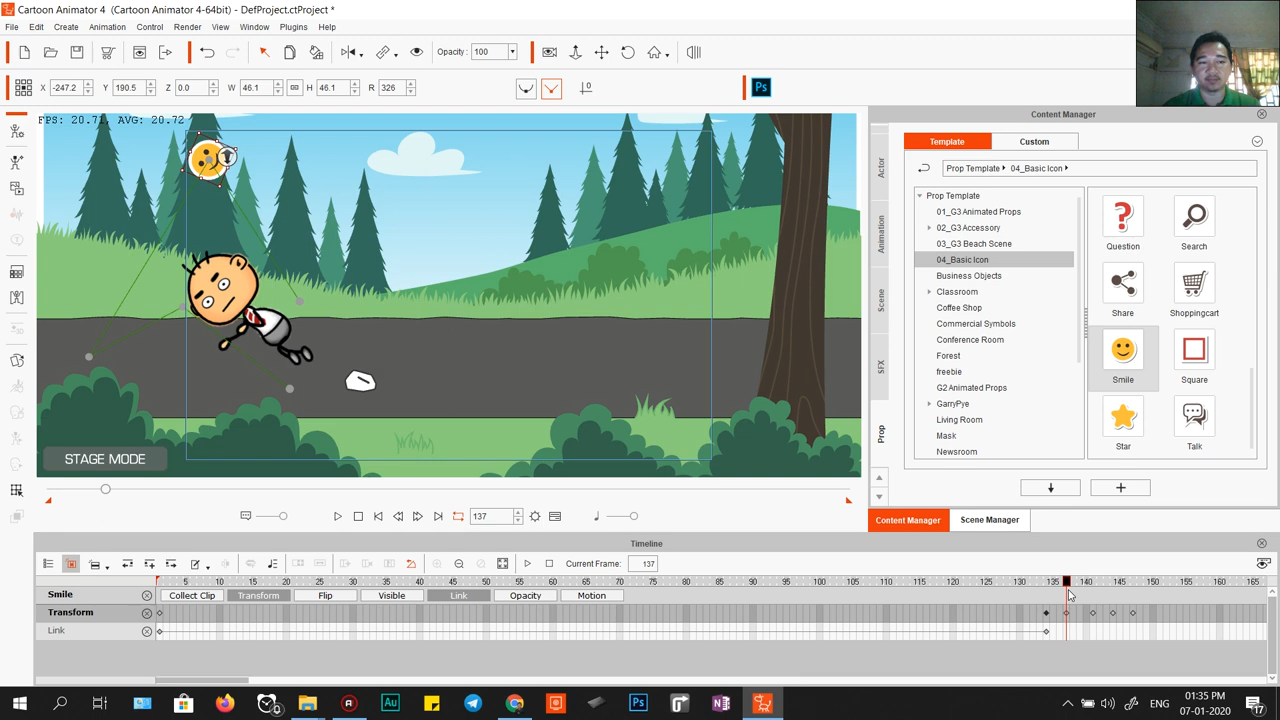 Cartoon Animator 4 (Cartoon Animator 4-64bit) - DefProject.ctProject *
File Edit Create Animation Control Render View Window Plugins Help
Opacity : 100
X -247.2 Y 190.5 Z 0.0 W 46.1 H 46.1 R 326
Ps
FPS: 20.71, AVG: 20.72
Content Manager
Template Custom
Prop Template 04_Basic Icon
Actor
Animation
Scene
SFX
Prop
Prop Template
01_G3 Animated Props
02_G3 Accessory
03_G3 Beach Scene
04_Basic Icon
Business Objects
Classroom
Coffee Shop
Commercial Symbols
Conference Room
Forest
freebie
G2 Animated Props
GarryPye
Living Room
Mask
Newsroom
Question Search
Share Shoppingcart
Smile Square
Star Talk
STAGE MODE
137
Content Manager Scene Manager
Timeline
Current Frame: 137
5 10 15 20 25 30 35 40 45 50 55 60 65 70 75 80 85 90 95 100 105 110 115 120 125 130 135 140 145 150 155 160 165
Smile Collect Clip Transform Flip Visible Link Opacity Motion
Transform
Link
Au Ps
ENG
01:35 PM
07-01-2020
17